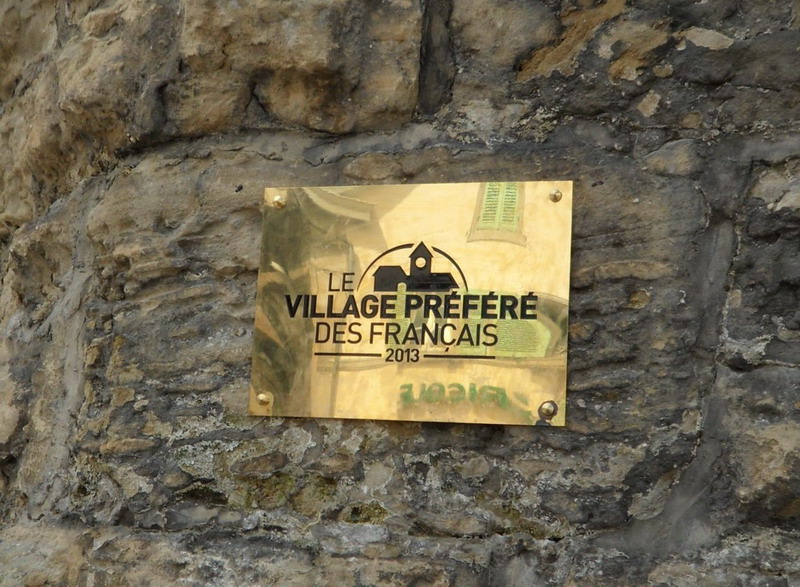 LE
VILLAGE PRÉFÉRÉ
DES FRANÇAIS
2013